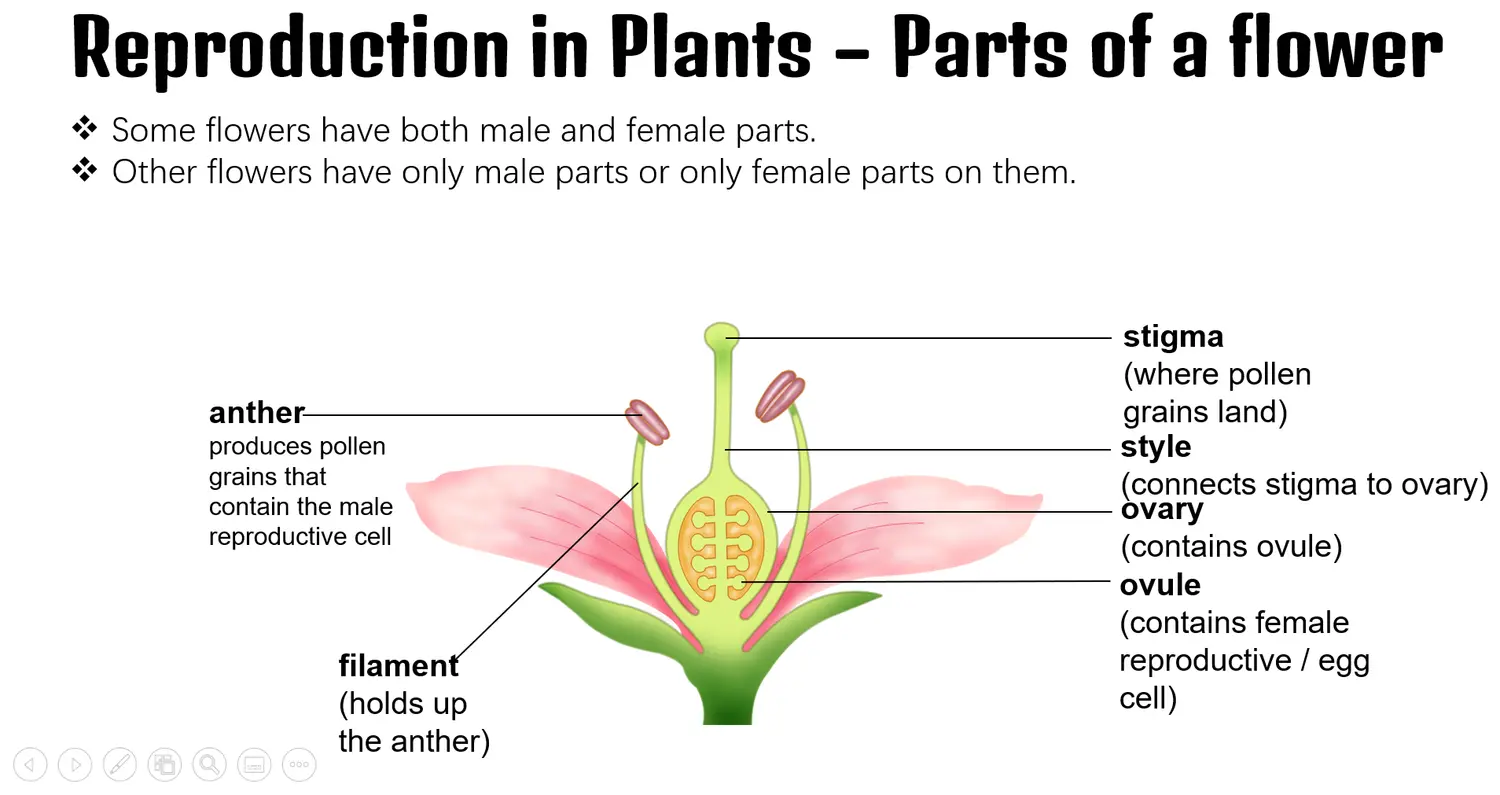 Reproduction in Plants – Parts of a flower
❖ Some flowers have both male and female parts.
❖ Other flowers have only male parts or only female parts on them.
anther
produces pollen
grains that
contain the male
reproductive cell
filament
(holds up
the anther)
stigma
(where pollen
grains land)
style
(connects stigma to ovary)
ovary
(contains ovule)
ovule
(contains female
reproductive / egg
cell)